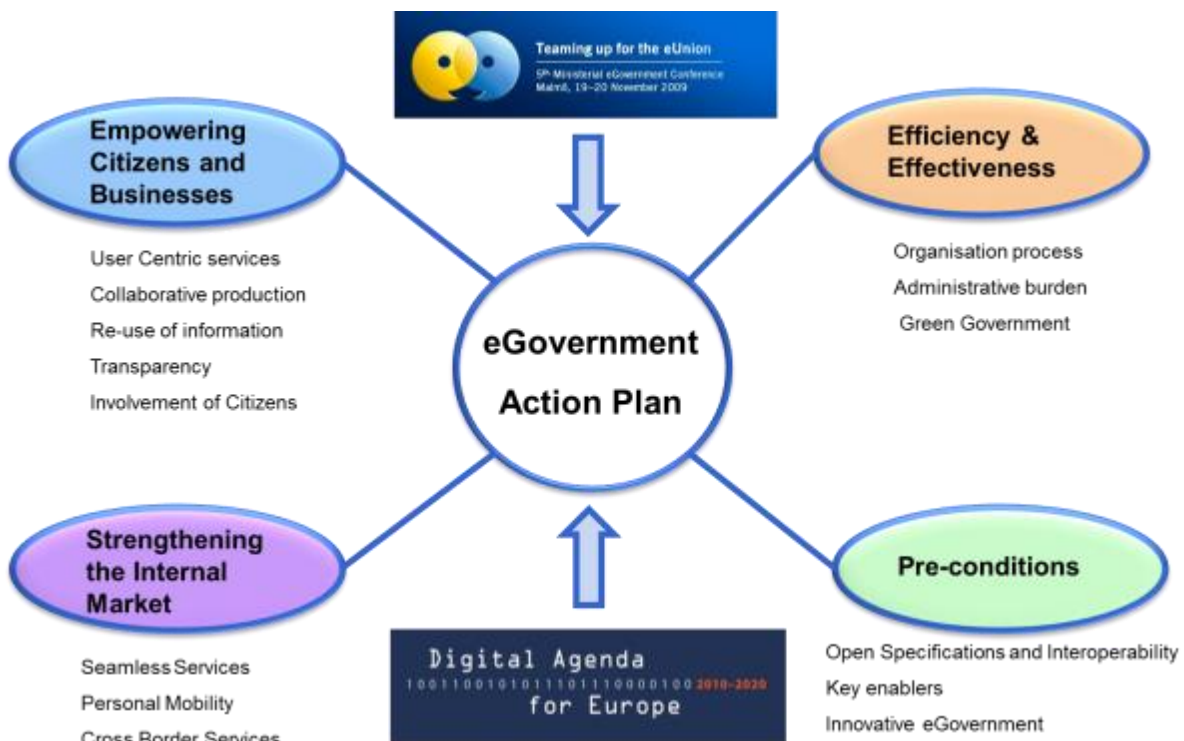 Teaming up for the eUnion
5th Ministerial eGovernment Conference
Malmö, 19–20 November 2009
Empowering
Citizens and
Businesses
User Centric services
Collaborative production
Re-use of information
Transparency
Involvement of Citizens
Efficiency &
Effectiveness
Organisation process
Administrative burden
Green Government
eGovernment
Action Plan
Strengthening
the Internal
Market
Seamless Services
Personal Mobility
Cross Border Services
Digital Agenda
2010-2020
for Europe
Pre-conditions
Open Specifications and Interoperability
Key enablers
Innovative eGovernment